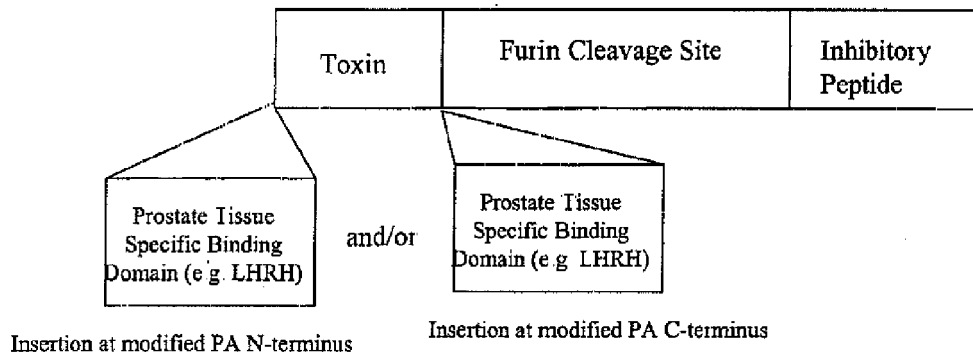 Toxin
Furin Cleavage Site
Inhibitory
Peptide
Prostate Tissue
Specific Binding
Domain (e.g. LHRH)
and/or
Prostate Tissue
Specific Binding
Domain (e.g. LHRH)
Insertion at modified PA N-terminus
Insertion at modified PA C-terminus